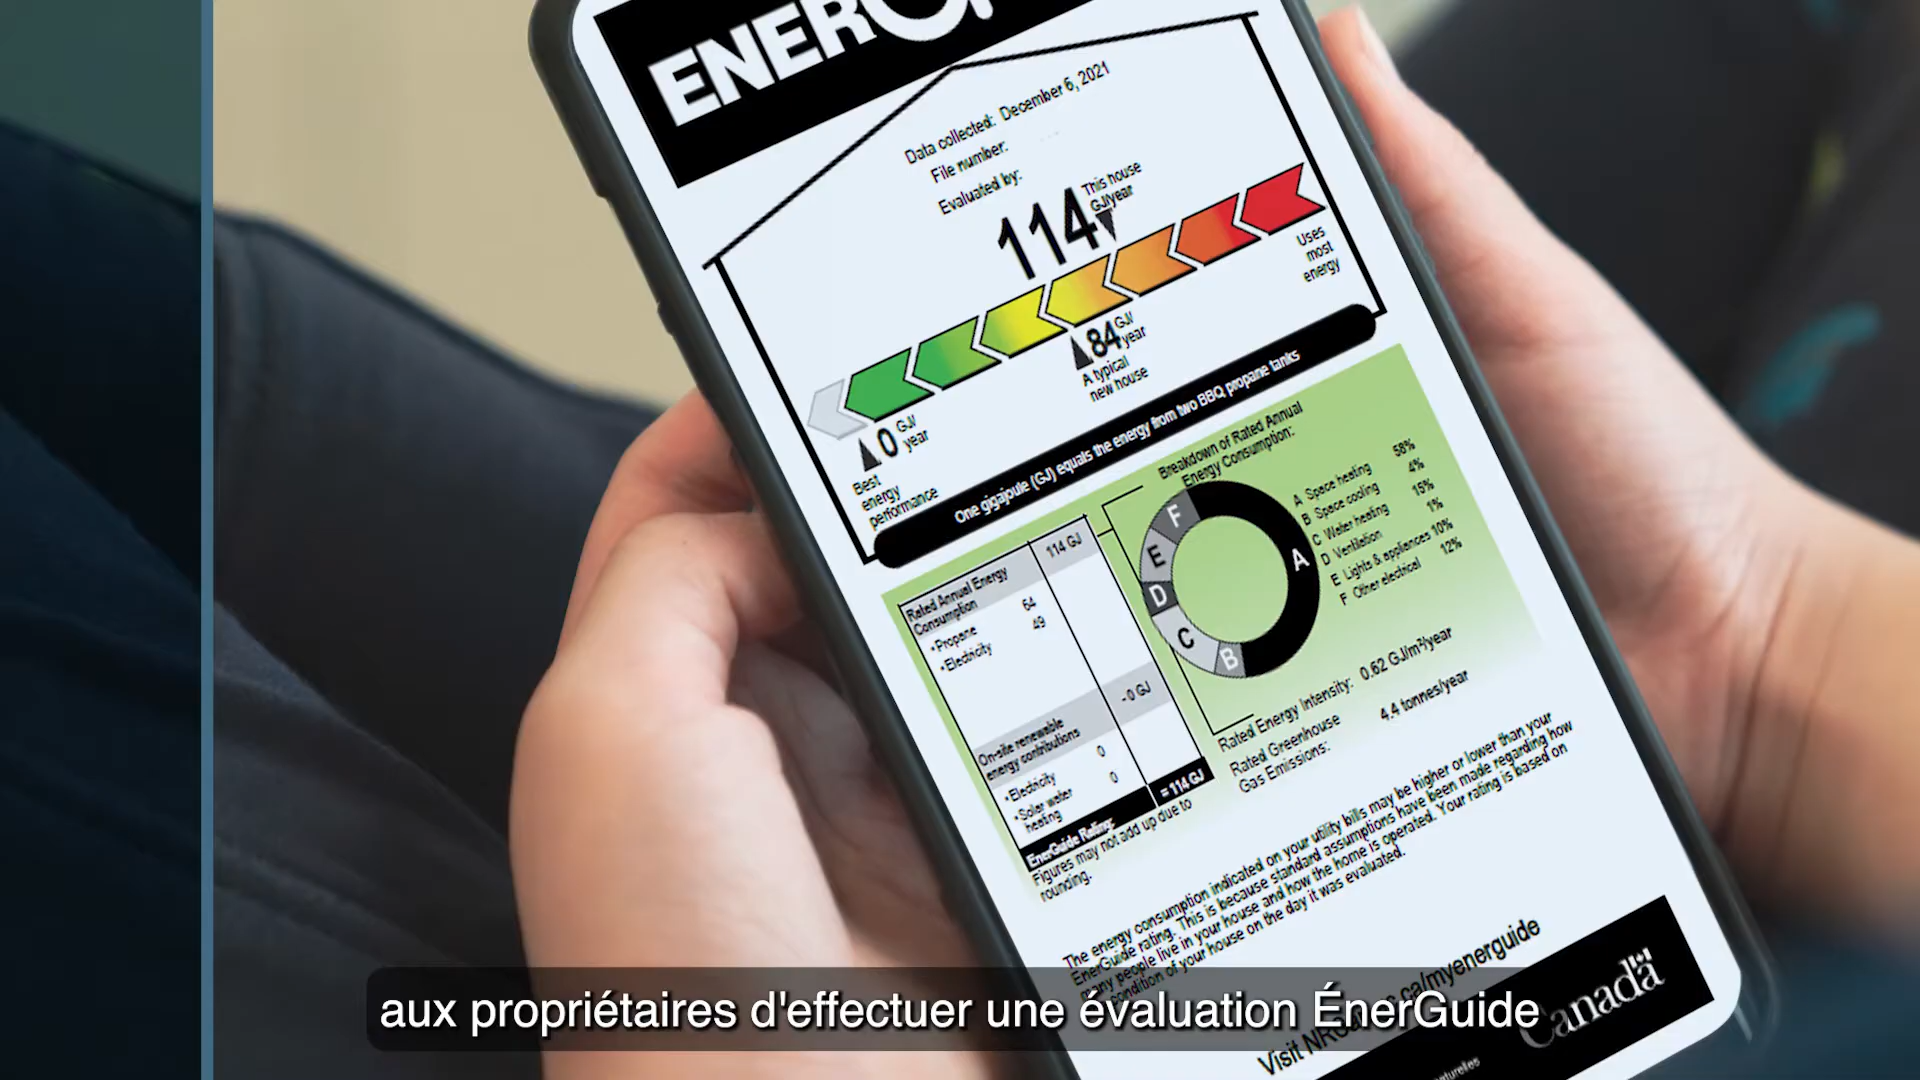 Data collected: December 6, 2021
File number:
Evaluated by:
114
This house
GJ/year
Uses
most
energy
84
GJ/
year
A typical
new house
0
GJ/
year
Best
energy
performance
One gigajoule (GJ) equals the energy from two BBQ propane tanks
Breakdown of Rated Annual
Energy Consumption:
A Space heating 58%
B Space cooling 4%
C Water heating 15%
D Ventilation 1%
E Lights & appliances 10%
F Other electrical 12%
F
E
D
C
B
A
Rated Annual Energy
Consumption
114 GJ
• Propane 64
• Electricity 49
On-site renewable
energy contributions
- 0 GJ
• Electricity 0
• Solar water
heating 0
EnerGuide Rating:
= 114 GJ
Figures may not add up due to
rounding.
Rated Energy Intensity: 0.62 GJ/m²/year
Rated Greenhouse
Gas Emissions:
4.4 tonnes/year
The energy consumption indicated on your utility bills may be higher or lower than your
EnerGuide rating. This is because standard assumptions have been made regarding how
many people live in your house and how the home is operated. Your rating is based on
condition of your house on the day it was evaluated.
Visit
ca/myenerguide
Canada
aux propriétaires d'effectuer une évaluation ÉnerGuide